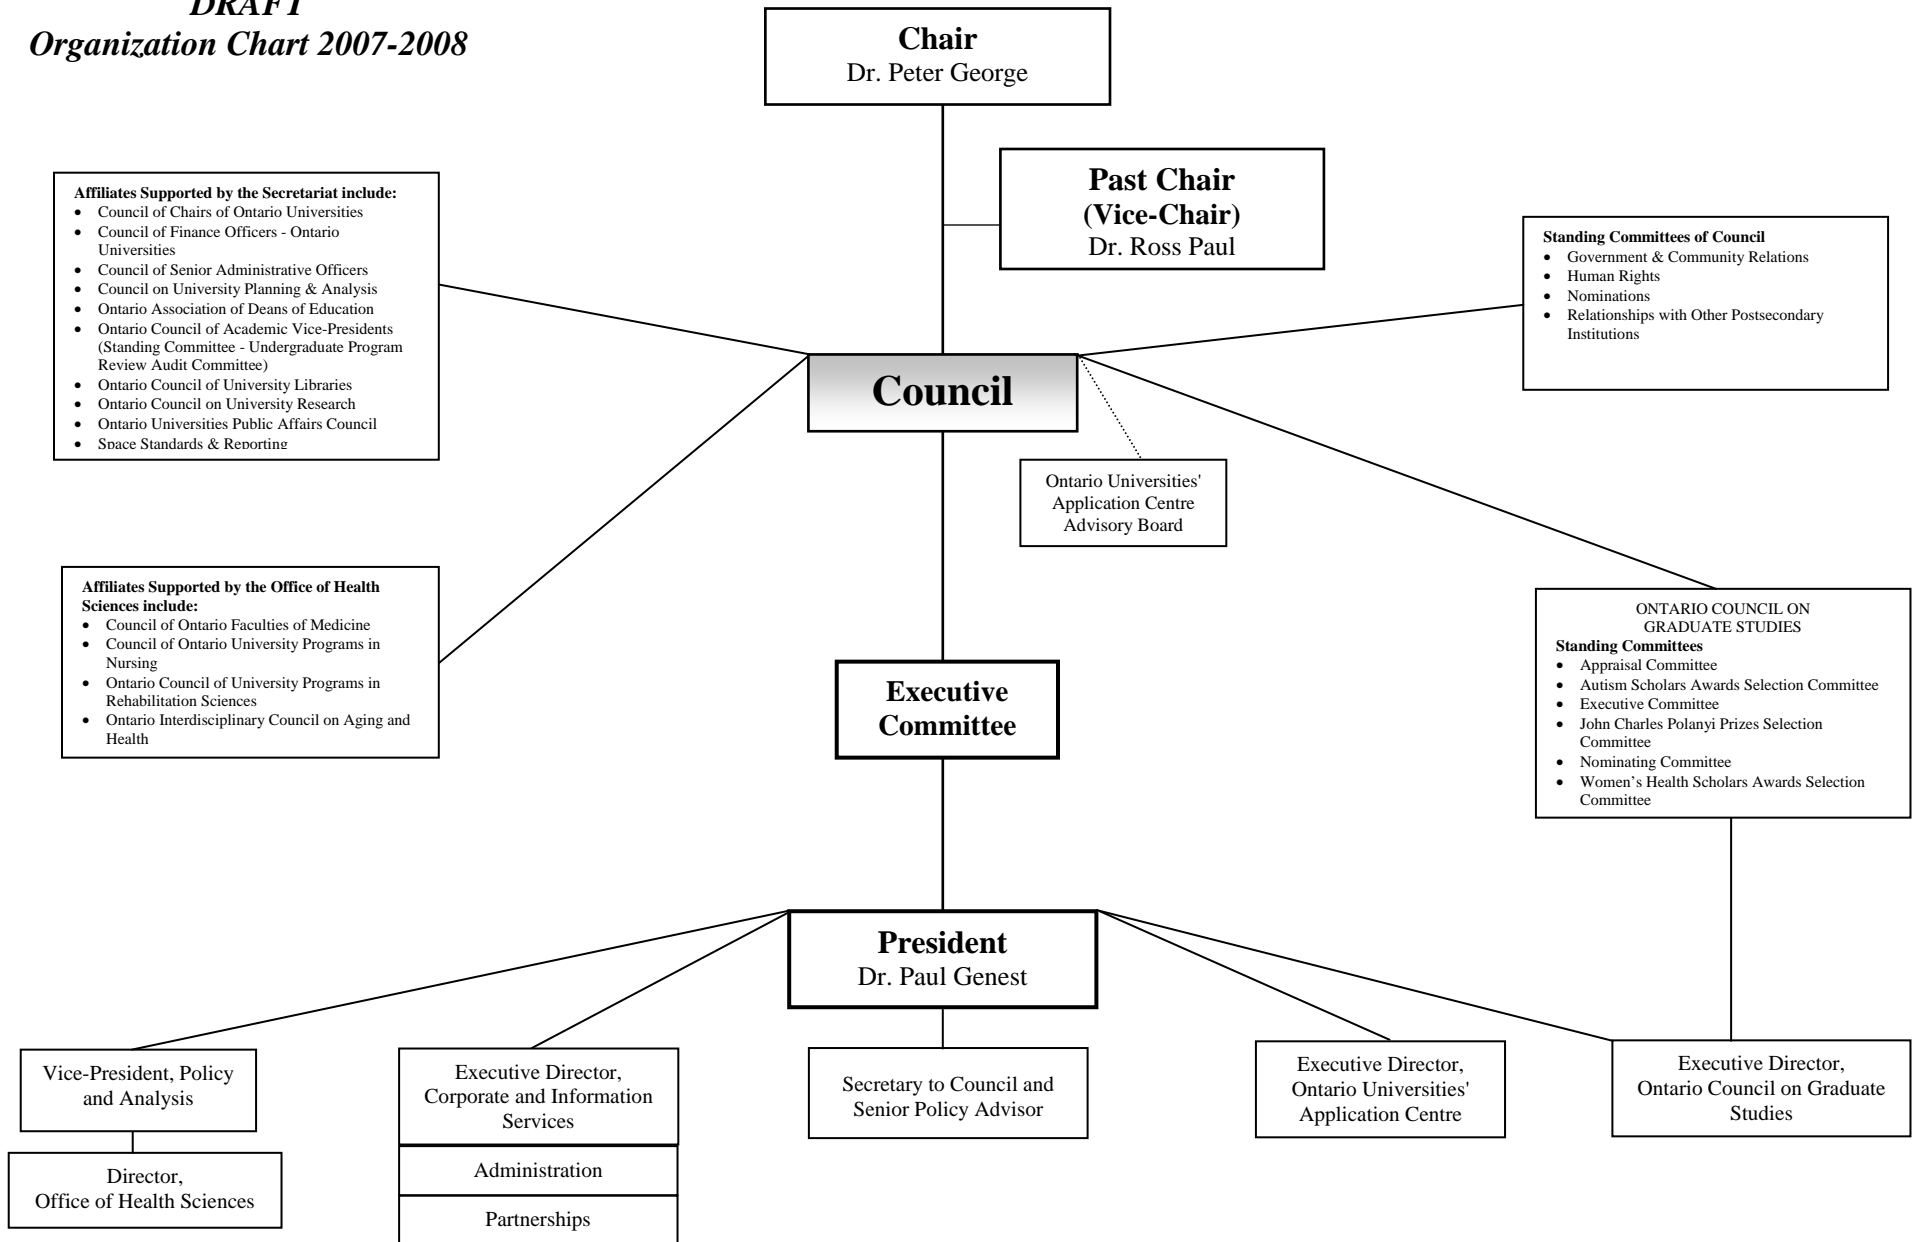 DRAFT
Organization Chart 2007-2008
Chair
Dr. Peter George
Past Chair
(Vice-Chair)
Dr. Ross Paul
Affiliates Supported by the Secretariat include:
• Council of Chairs of Ontario Universities
• Council of Finance Officers - Ontario
Universities
• Council of Senior Administrative Officers
• Council on University Planning & Analysis
• Ontario Association of Deans of Education
• Ontario Council of Academic Vice-Presidents
(Standing Committee - Undergraduate Program
Review Audit Committee)
• Ontario Council of University Libraries
• Ontario Council on University Research
• Ontario Universities Public Affairs Council
• Space Standards & Reporting
Standing Committees of Council
• Government & Community Relations
• Human Rights
• Nominations
• Relationships with Other Postsecondary
Institutions
Council
Ontario Universities'
Application Centre
Advisory Board
Affiliates Supported by the Office of Health
Sciences include:
• Council of Ontario Faculties of Medicine
• Council of Ontario University Programs in
Nursing
• Ontario Council of University Programs in
Rehabilitation Sciences
• Ontario Interdisciplinary Council on Aging and
Health
Executive
Committee
ONTARIO COUNCIL ON
GRADUATE STUDIES
Standing Committees
• Appraisal Committee
• Autism Scholars Awards Selection Committee
• Executive Committee
• John Charles Polanyi Prizes Selection
Committee
• Nominating Committee
• Women’s Health Scholars Awards Selection
Committee
President
Dr. Paul Genest
Vice-President, Policy
and Analysis
Director,
Office of Health Sciences
Executive Director,
Corporate and Information
Services
Administration
Partnerships
Secretary to Council and
Senior Policy Advisor
Executive Director,
Ontario Universities'
Application Centre
Executive Director,
Ontario Council on Graduate
Studies